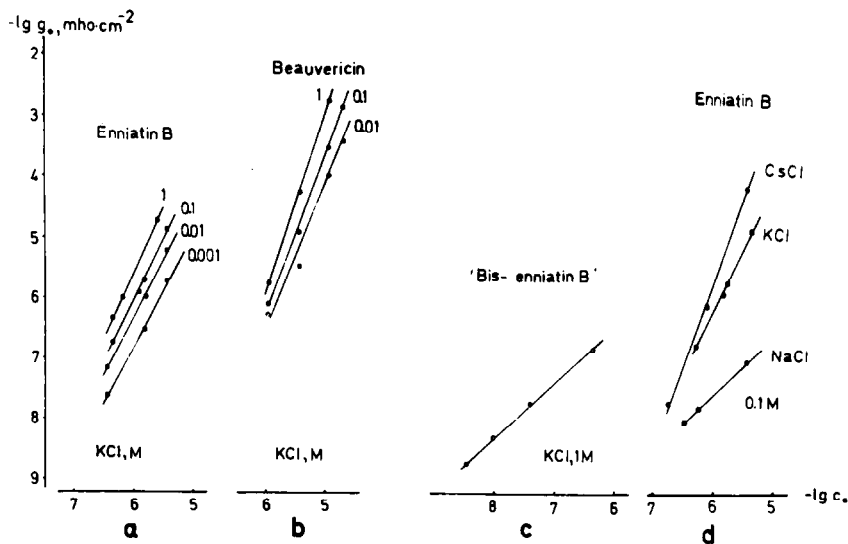 -lg g., mho·cm-2
2
3
4
5
6
7
8
9
Enniatin B
1
0.1
0.01
0.001
KCl, M
7 6 5
a
Beauvericin
1
0.1
0.01
KCl, M
6 5
b
'Bis- enniatin B'
KCl, 1M
8 7 6
c
Enniatin B
CsCl
KCl
NaCl
0.1M
7 6 5
-lg c.
d